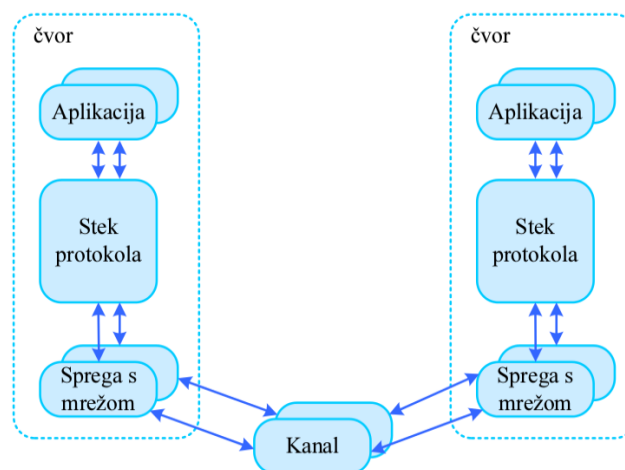 čvor
Aplikacija
Stek
protokola
Sprega s
mrežom
Kanal
čvor
Aplikacija
Stek
protokola
Sprega s
mrežom